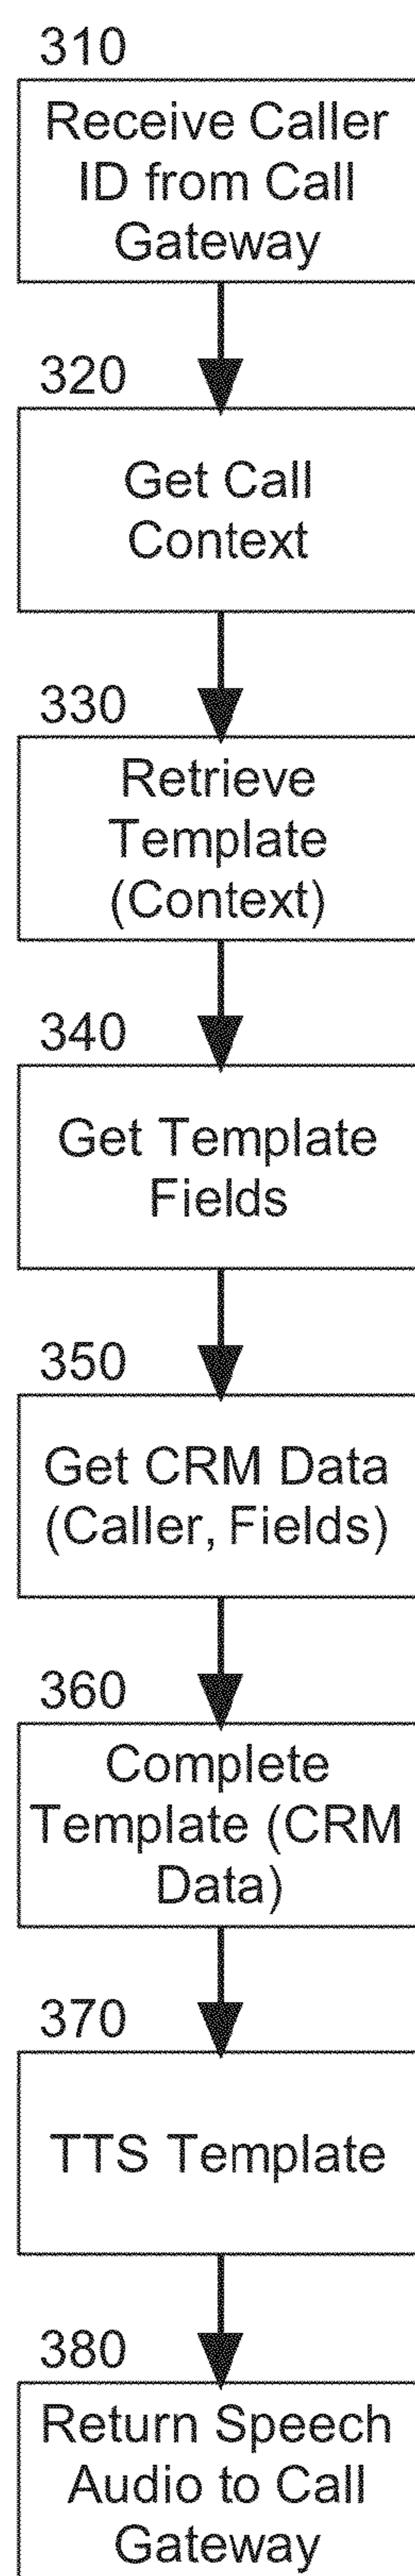 310
Receive Caller
ID from Call
Gateway
320
Get Call
Context
330
Retrieve
Template
(Context)
340
Get Template
Fields
350
Get CRM Data
(Caller, Fields)
360
Complete
Template (CRM
Data)
370
TTS Template
380
Return Speech
Audio to Call
Gateway